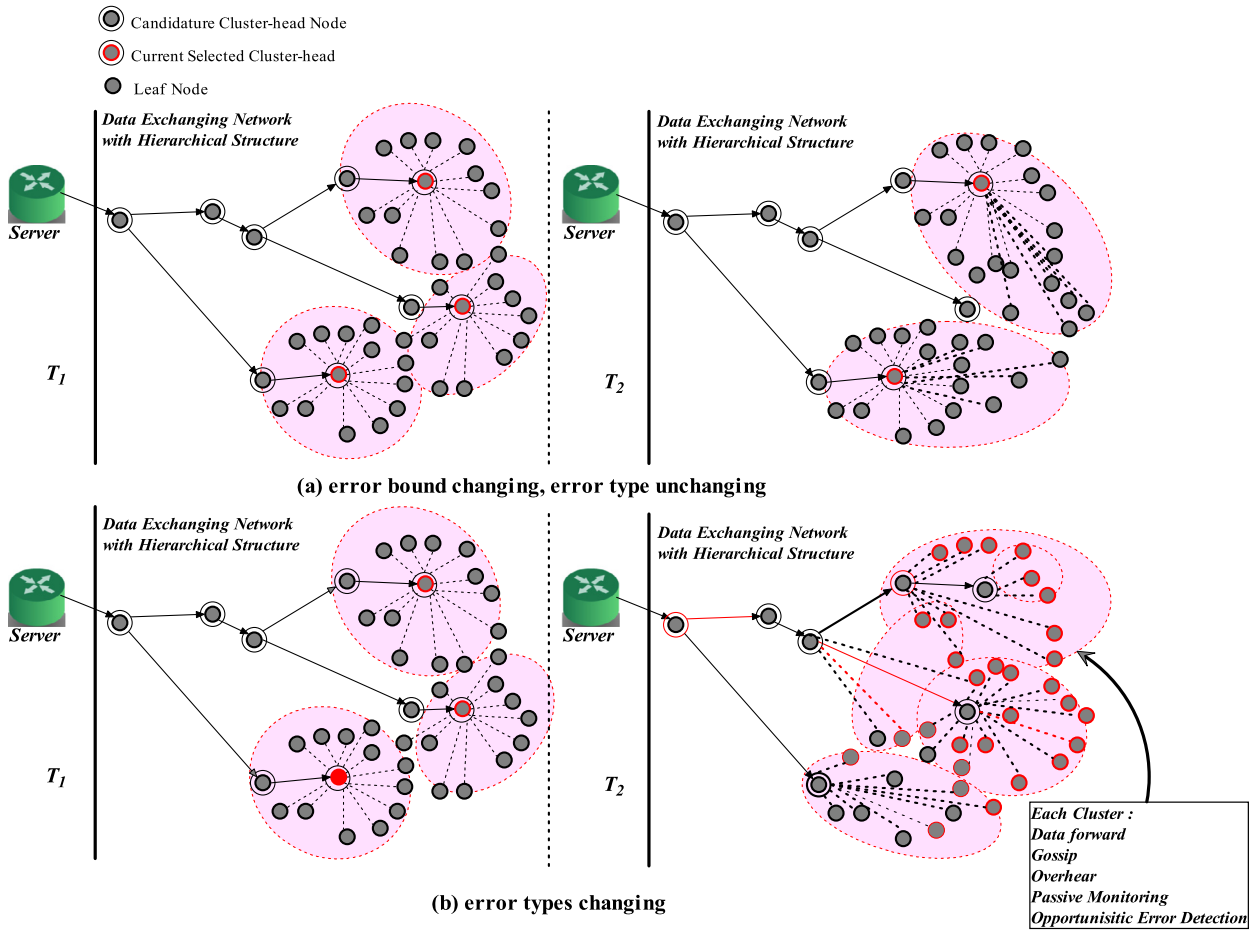 Candidature Cluster-head Node
Current Selected Cluster-head
Leaf Node
Data Exchanging Network
with Hierarchical Structure
Server
T1
Data Exchanging Network
with Hierarchical Structure
Server
T2
(a) error bound changing, error type unchanging
Data Exchanging Network
with Hierarchical Structure
Server
T1
Data Exchanging Network
with Hierarchical Structure
Server
T2
Each Cluster :
Data forward
Gossip
Overhear
Passive Monitoring
Opportunisitic Error Detection
(b) error types changing